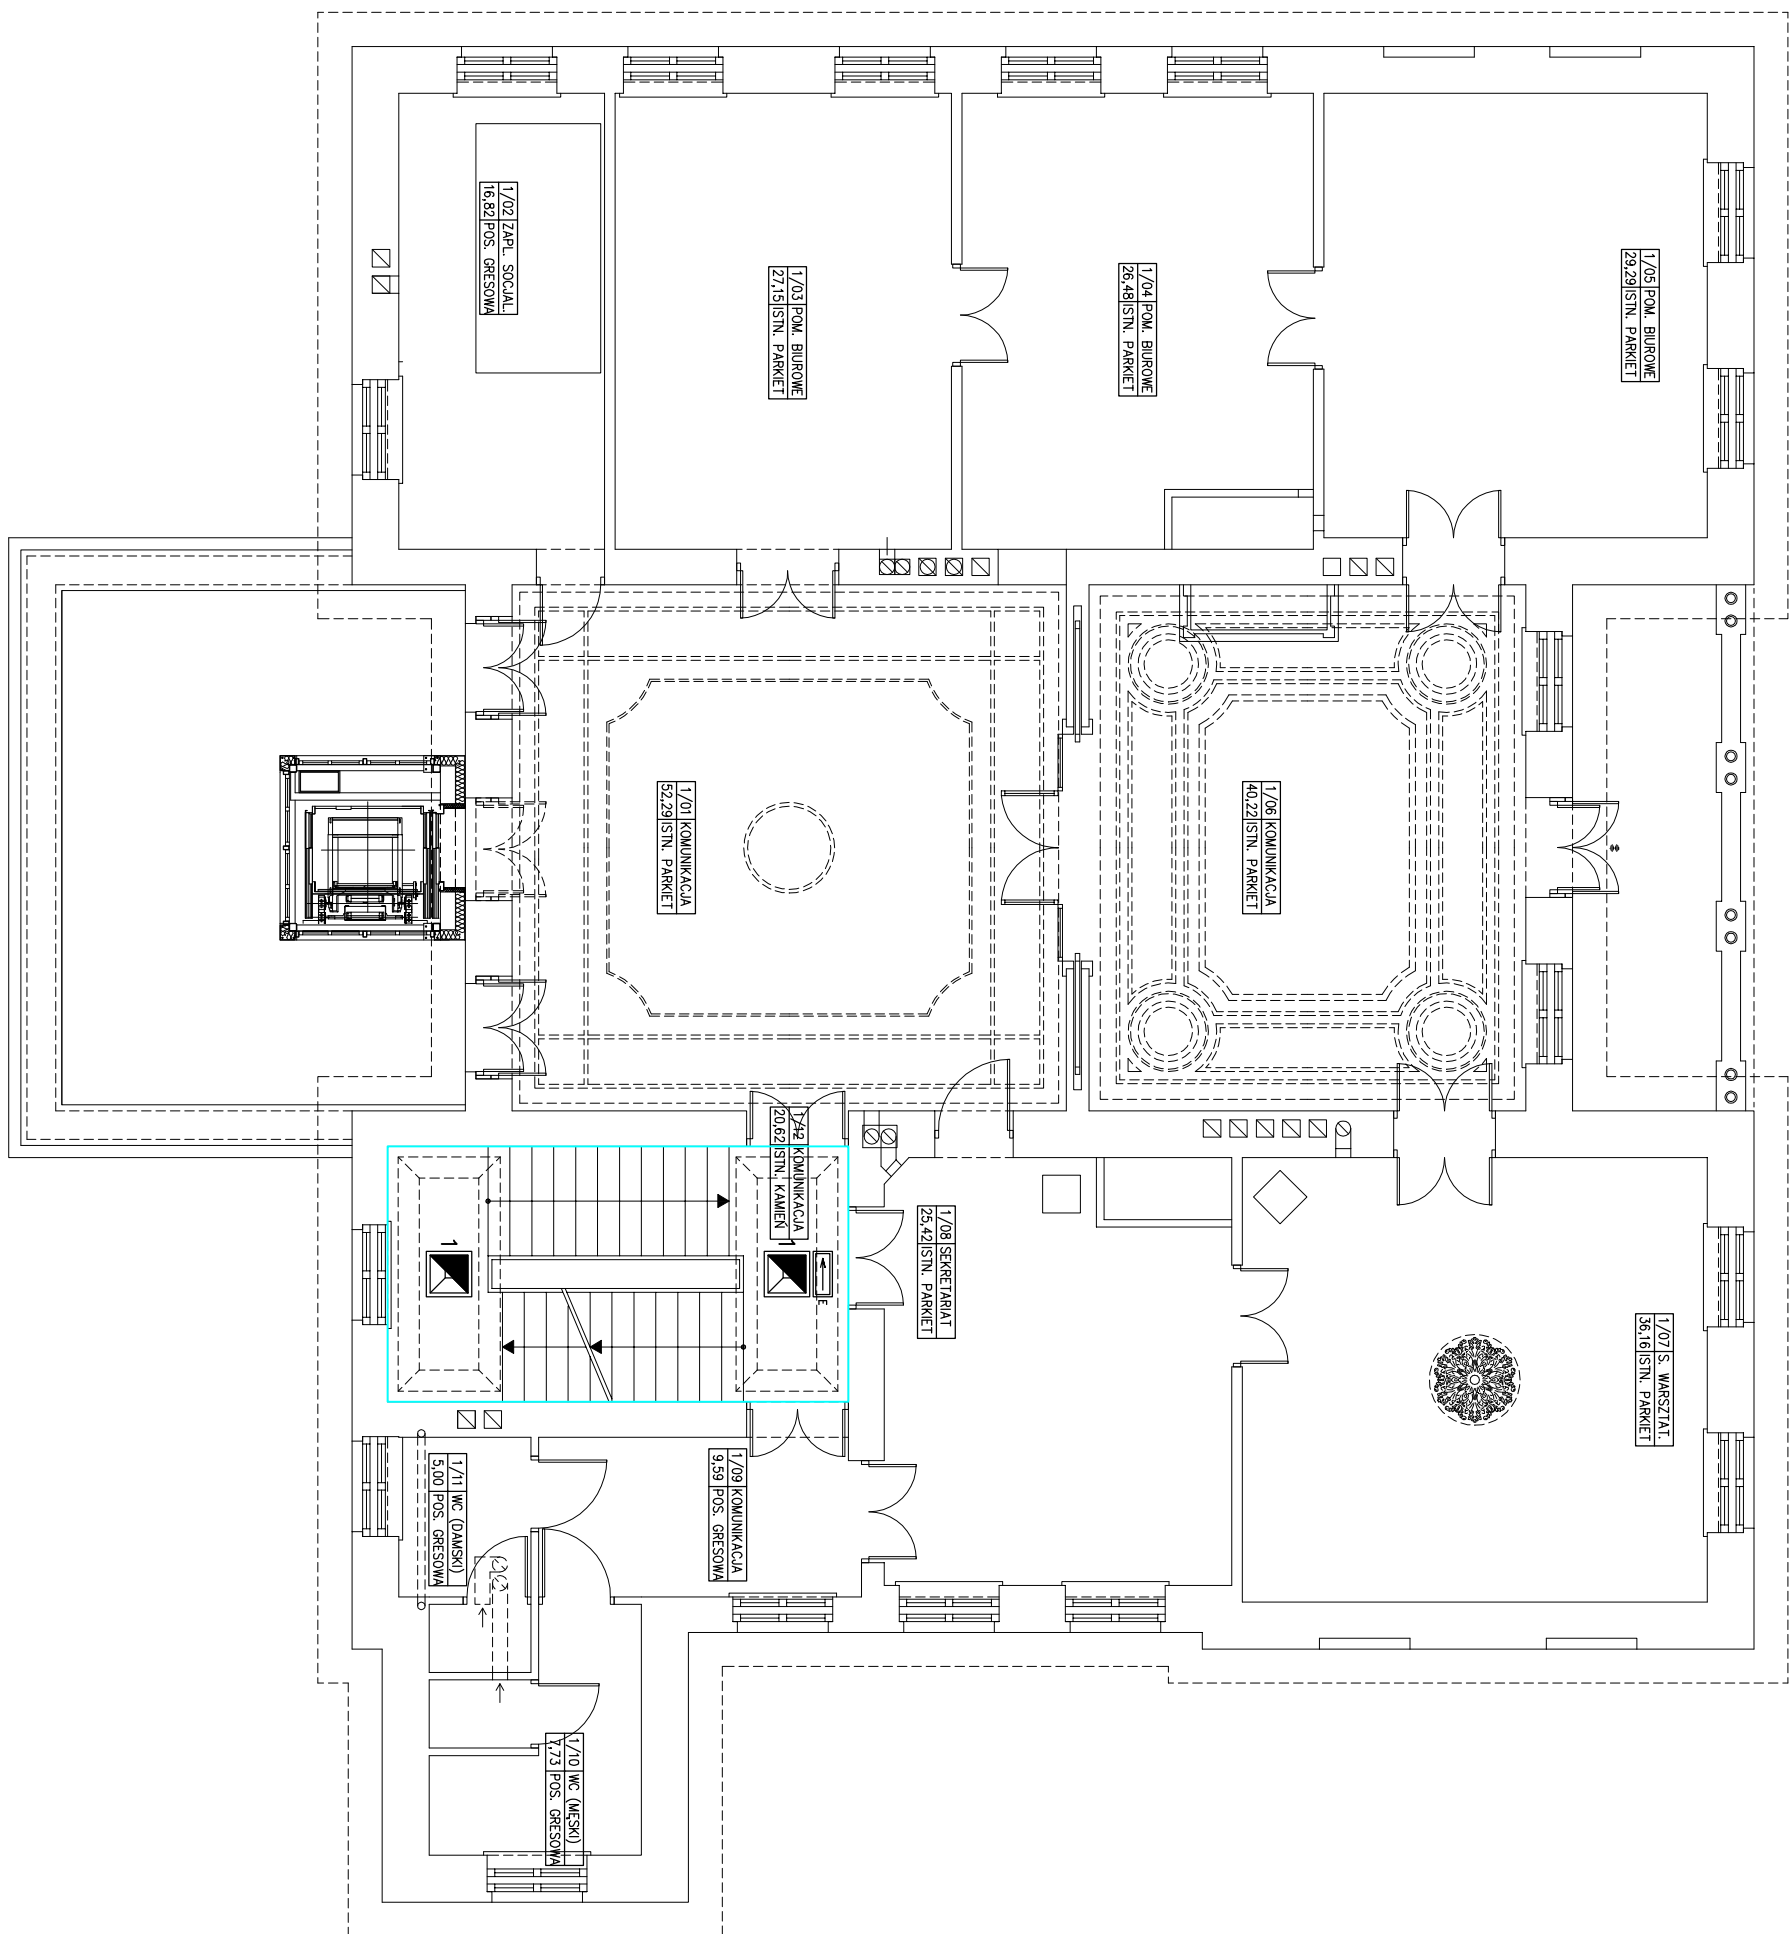 1/02 ZAPL. SOCJAL.
16,82 POS. GRESOWA
1/03 POM. BIUROWE
27,15 ISTN. PARKIET
1/04 POM. BIUROWE
26,48 ISTN. PARKIET
1/05 POM. BIUROWE
29,29 ISTN. PARKIET
1/01 KOMUNIKACJA
52,29 ISTN. PARKIET
1/06 KOMUNIKACJA
40,22 ISTN. PARKIET
1/12 KOMUNIKACJA
20,62 ISTN. KAMIEŃ
1/08 SEKRETARIAT
25,42 ISTN. PARKIET
1/07 S. WARSZTAT.
36,16 ISTN. PARKIET
1
1
E
1/11 WC (DAMSKI)
5,00 POS. GRESOWA
1/09 KOMUNIKACJA
9,59 POS. GRESOWA
1/10 WC (MĘSKI)
7,73 POS. GRESOWA